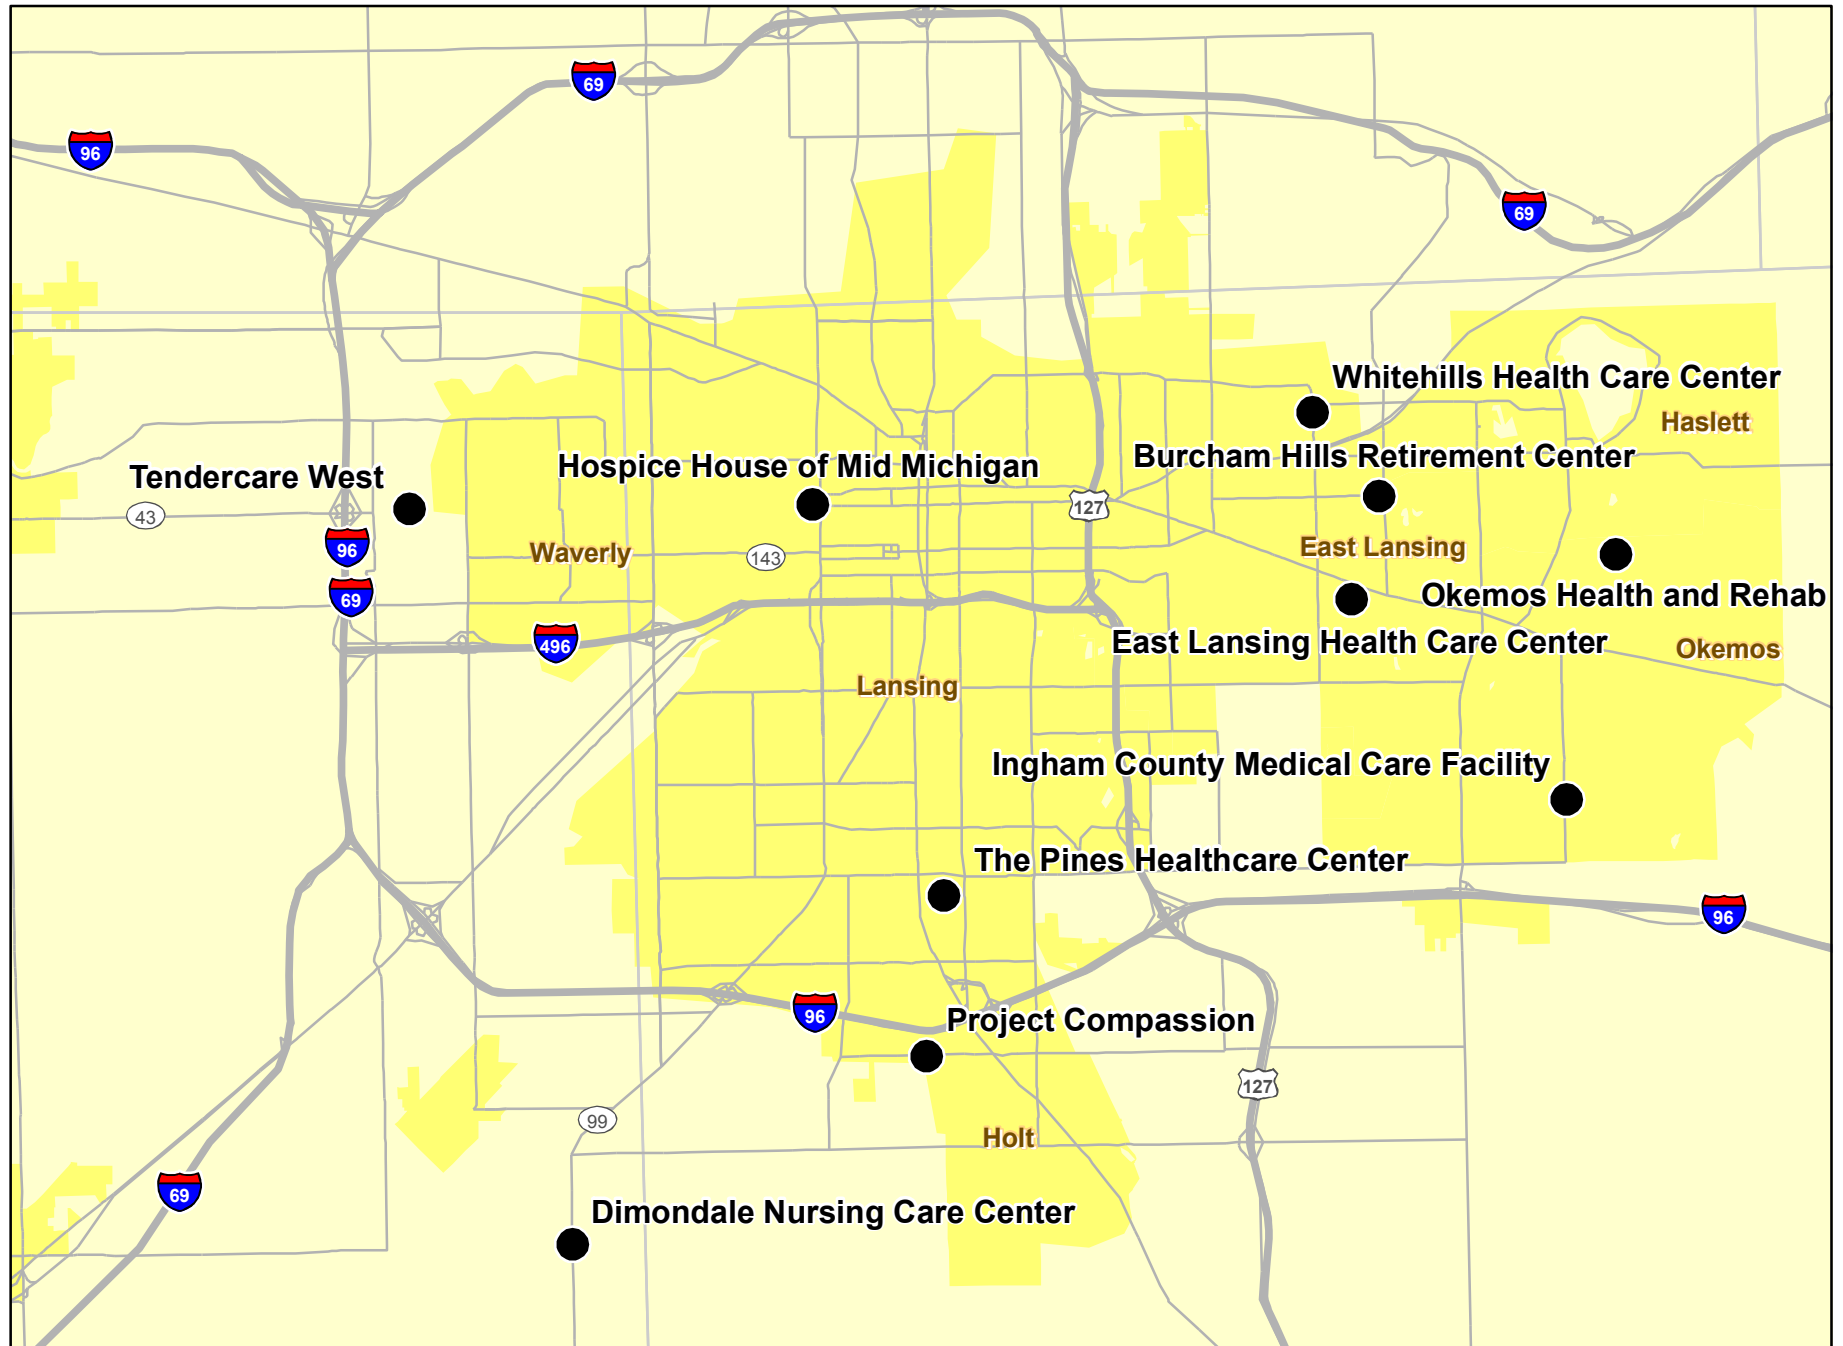 69
96
69
Whitehills Health Care Center
Haslett
Burcham Hills Retirement Center
Hospice House of Mid Michigan
Tendercare West
127
43
96
Waverly
143
East Lansing
69
Okemos Health and Rehab
496
East Lansing Health Care Center
Okemos
Lansing
Ingham County Medical Care Facility
The Pines Healthcare Center
96
96
Project Compassion
127
99
Holt
69
Dimondale Nursing Care Center